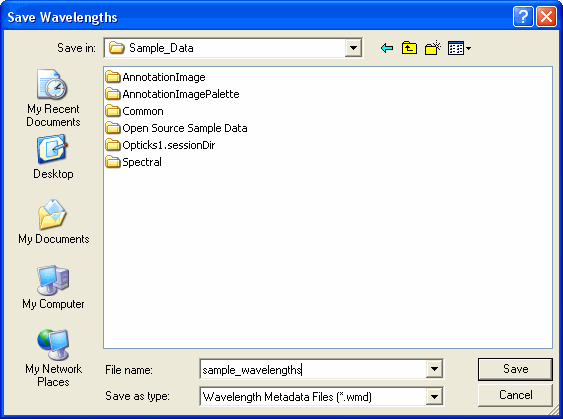 Save Wavelengths
Save in:
Sample_Data
My Recent
Documents
Desktop
My Documents
My Computer
My Network
Places
AnnotationImage
AnnotationImagePalette
Common
Open Source Sample Data
Opticks1.sessionDir
Spectral
File name:
sample_wavelengths
Save
Save as type:
Wavelength Metadata Files (*.wmd)
Cancel